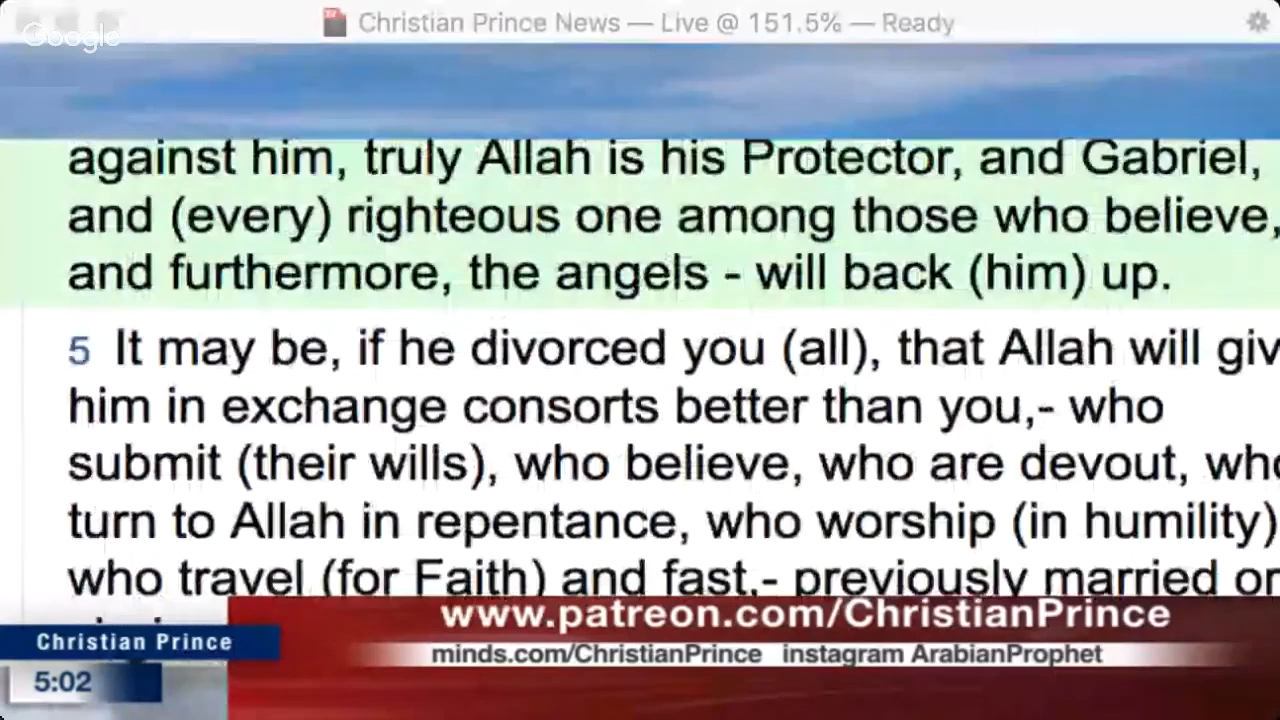 Christian Prince News — Live @ 151.5% — Ready
Google
against him, truly Allah is his Protector, and Gabriel,
and (every) righteous one among those who believe,
and furthermore, the angels - will back (him) up.
5 It may be, if he divorced you (all), that Allah will giv
him in exchange consorts better than you,- who
submit (their wills), who believe, who are devout, who
turn to Allah in repentance, who worship (in humility)
who travel (for Faith) and fast,- previously married or
www.patreon.com/ChristianPrince
Christian Prince
minds.com/ChristianPrince instagram ArabianProphet
5:02